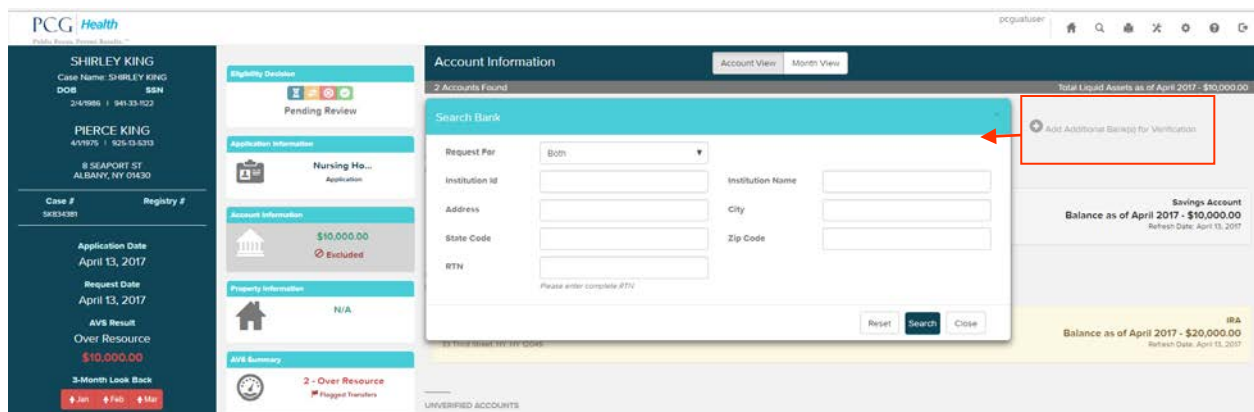 PCG Health
Public Focus. Proven Results.™
pcguatuser
SHIRLEY KING
Case Name: SHIRLEY KING
DOB SSN
2/4/1986 | 941-33-1122
PIERCE KING
4/1/1975 | 925-13-5313
8 SEAPORT ST
ALBANY, NY 01430
Case # Registry #
SK834381
Application Date
April 13, 2017
Request Date
April 13, 2017
AVS Result
Over Resource
$10,000.00
3-Month Look Back
Jan Feb Mar
Eligibility Decision
Pending Review
Application Information
Nursing Ho...
Application
Account Information
$10,000.00
Excluded
Property Information
N/A
AVS Summary
2 - Over Resource
Flagged Transfers
Account Information
Account View Month View
2 Accounts Found
Total Liquid Assets as of April 2017 - $10,000.00
Add Additional Bank(s) for Verification
Search Bank
Request For Both
Institution Id Institution Name
Address City
State Code Zip Code
RTN
Please enter complete RTN
Reset Search Close
Savings Account
Balance as of April 2017 - $10,000.00
Refresh Date: April 13, 2017
IRA
Balance as of April 2017 - $20,000.00
Refresh Date: April 13, 2017
UNVERIFIED ACCOUNTS